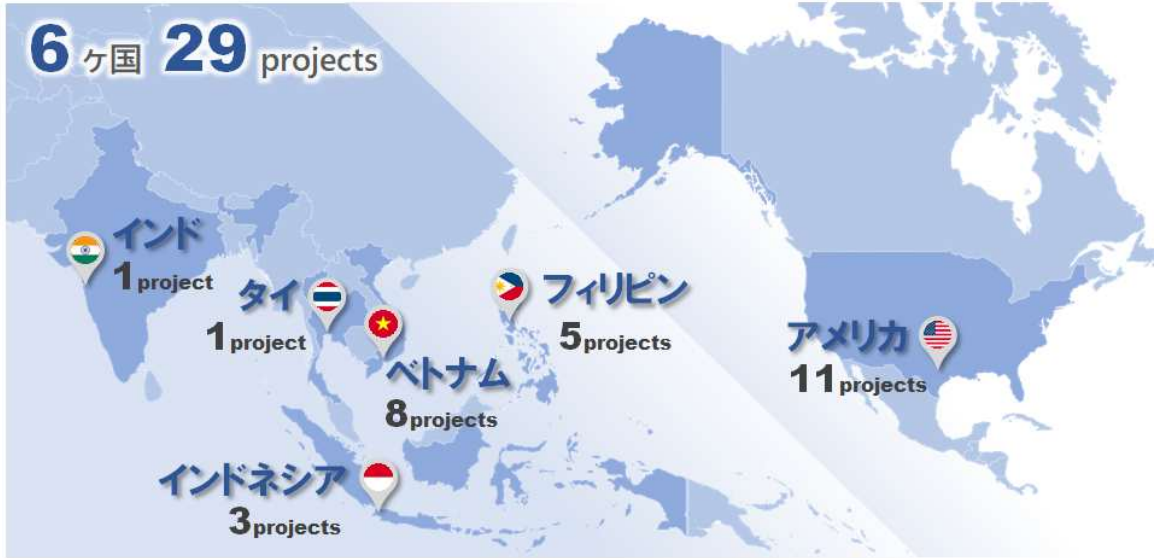 6ヶ国 29 projects
インド
1project
タイ
1project
ベトナム
8projects
フィリピン
5projects
アメリカ
11projects
インドネシア
3projects